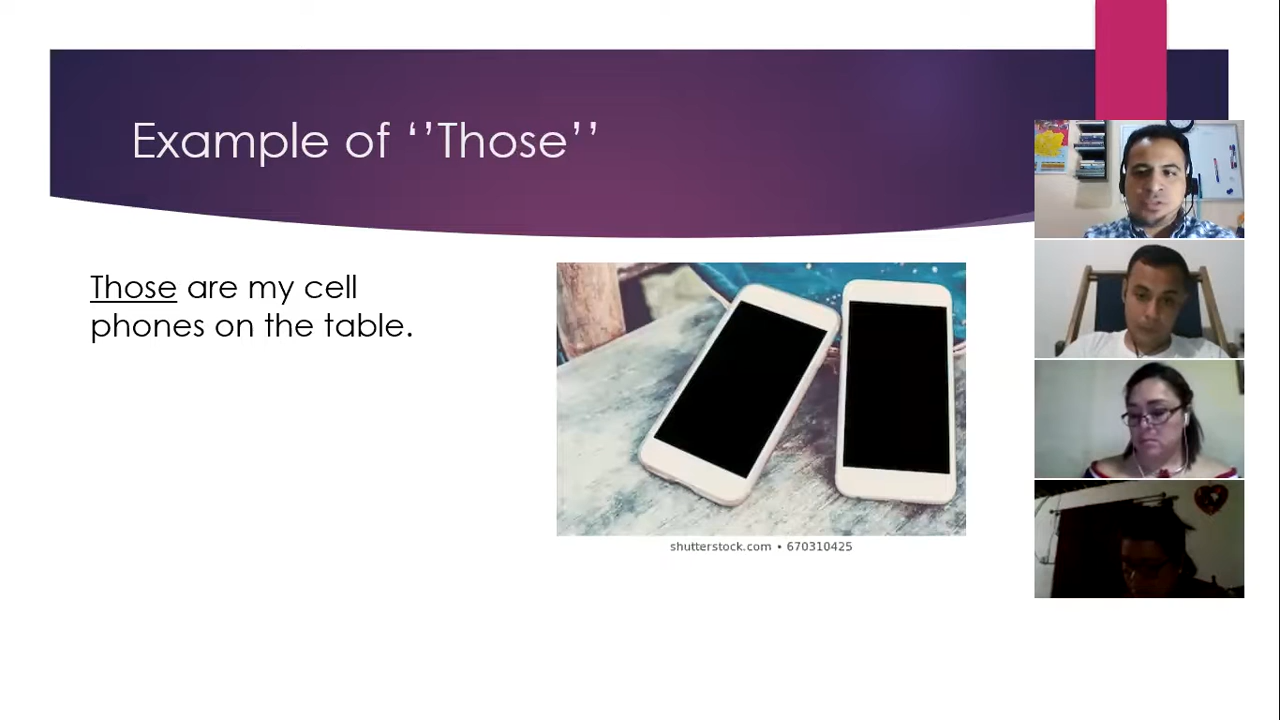 Example of ‘’Those’’
Those are my cell
phones on the table.
shutterstock.com • 670310425